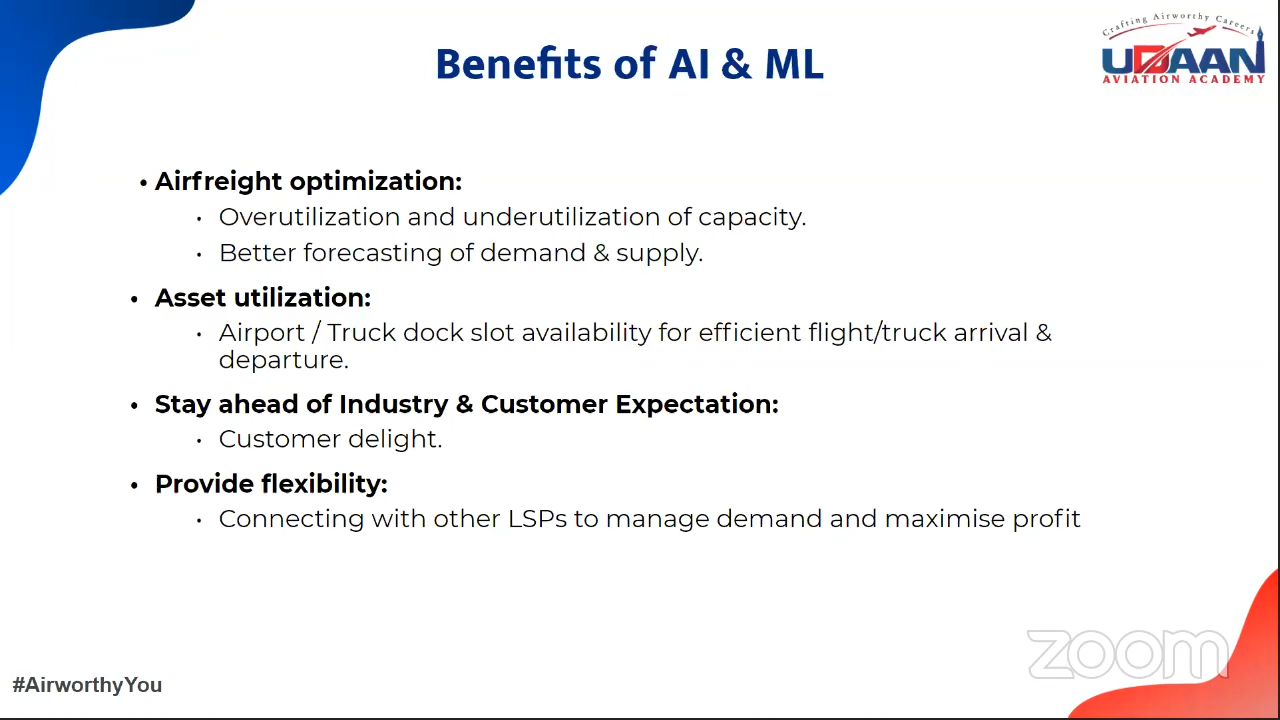 Crafting Airworthy Careers
UDAAN
AVIATION ACADEMY
Benefits of AI & ML
• Airfreight optimization:
• Overutilization and underutilization of capacity.
• Better forecasting of demand & supply.
• Asset utilization:
• Airport / Truck dock slot availability for efficient flight/truck arrival &
departure.
• Stay ahead of Industry & Customer Expectation:
• Customer delight.
• Provide flexibility:
• Connecting with other LSPs to manage demand and maximise profit
zoom
#AirworthyYou